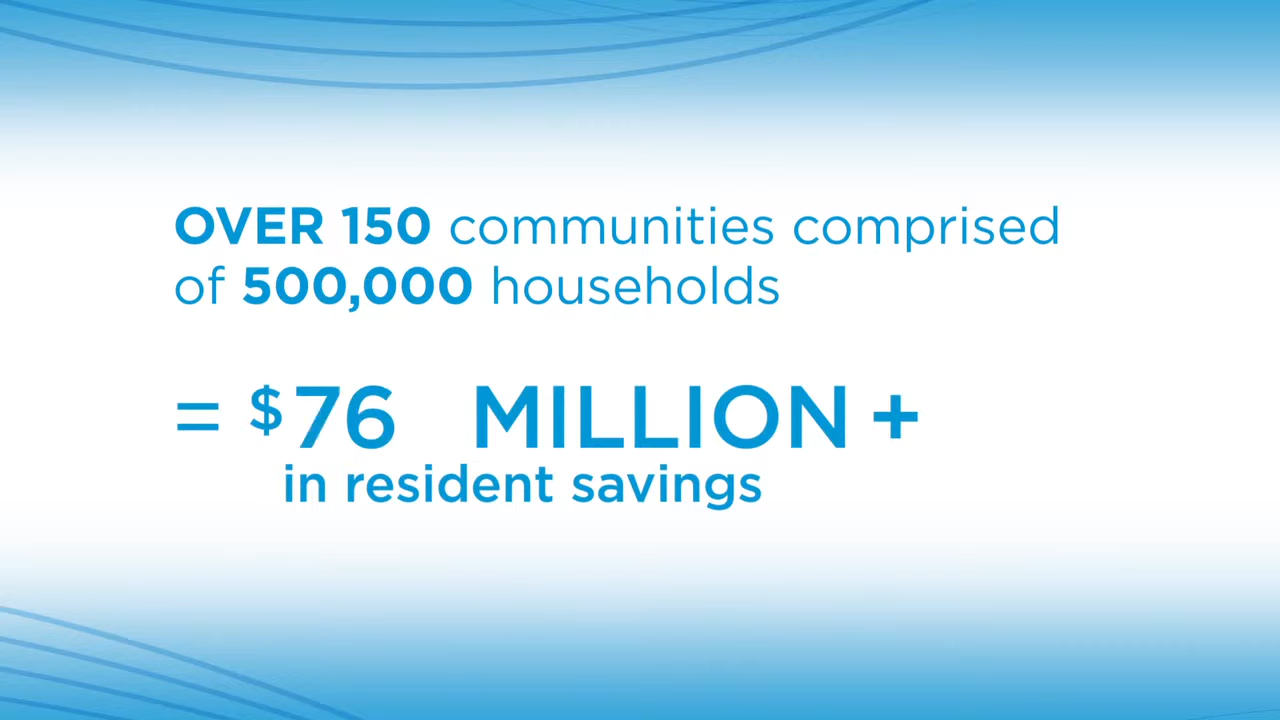 OVER 150 communities comprised
of 500,000 households
= $76 MILLION +
in resident savings